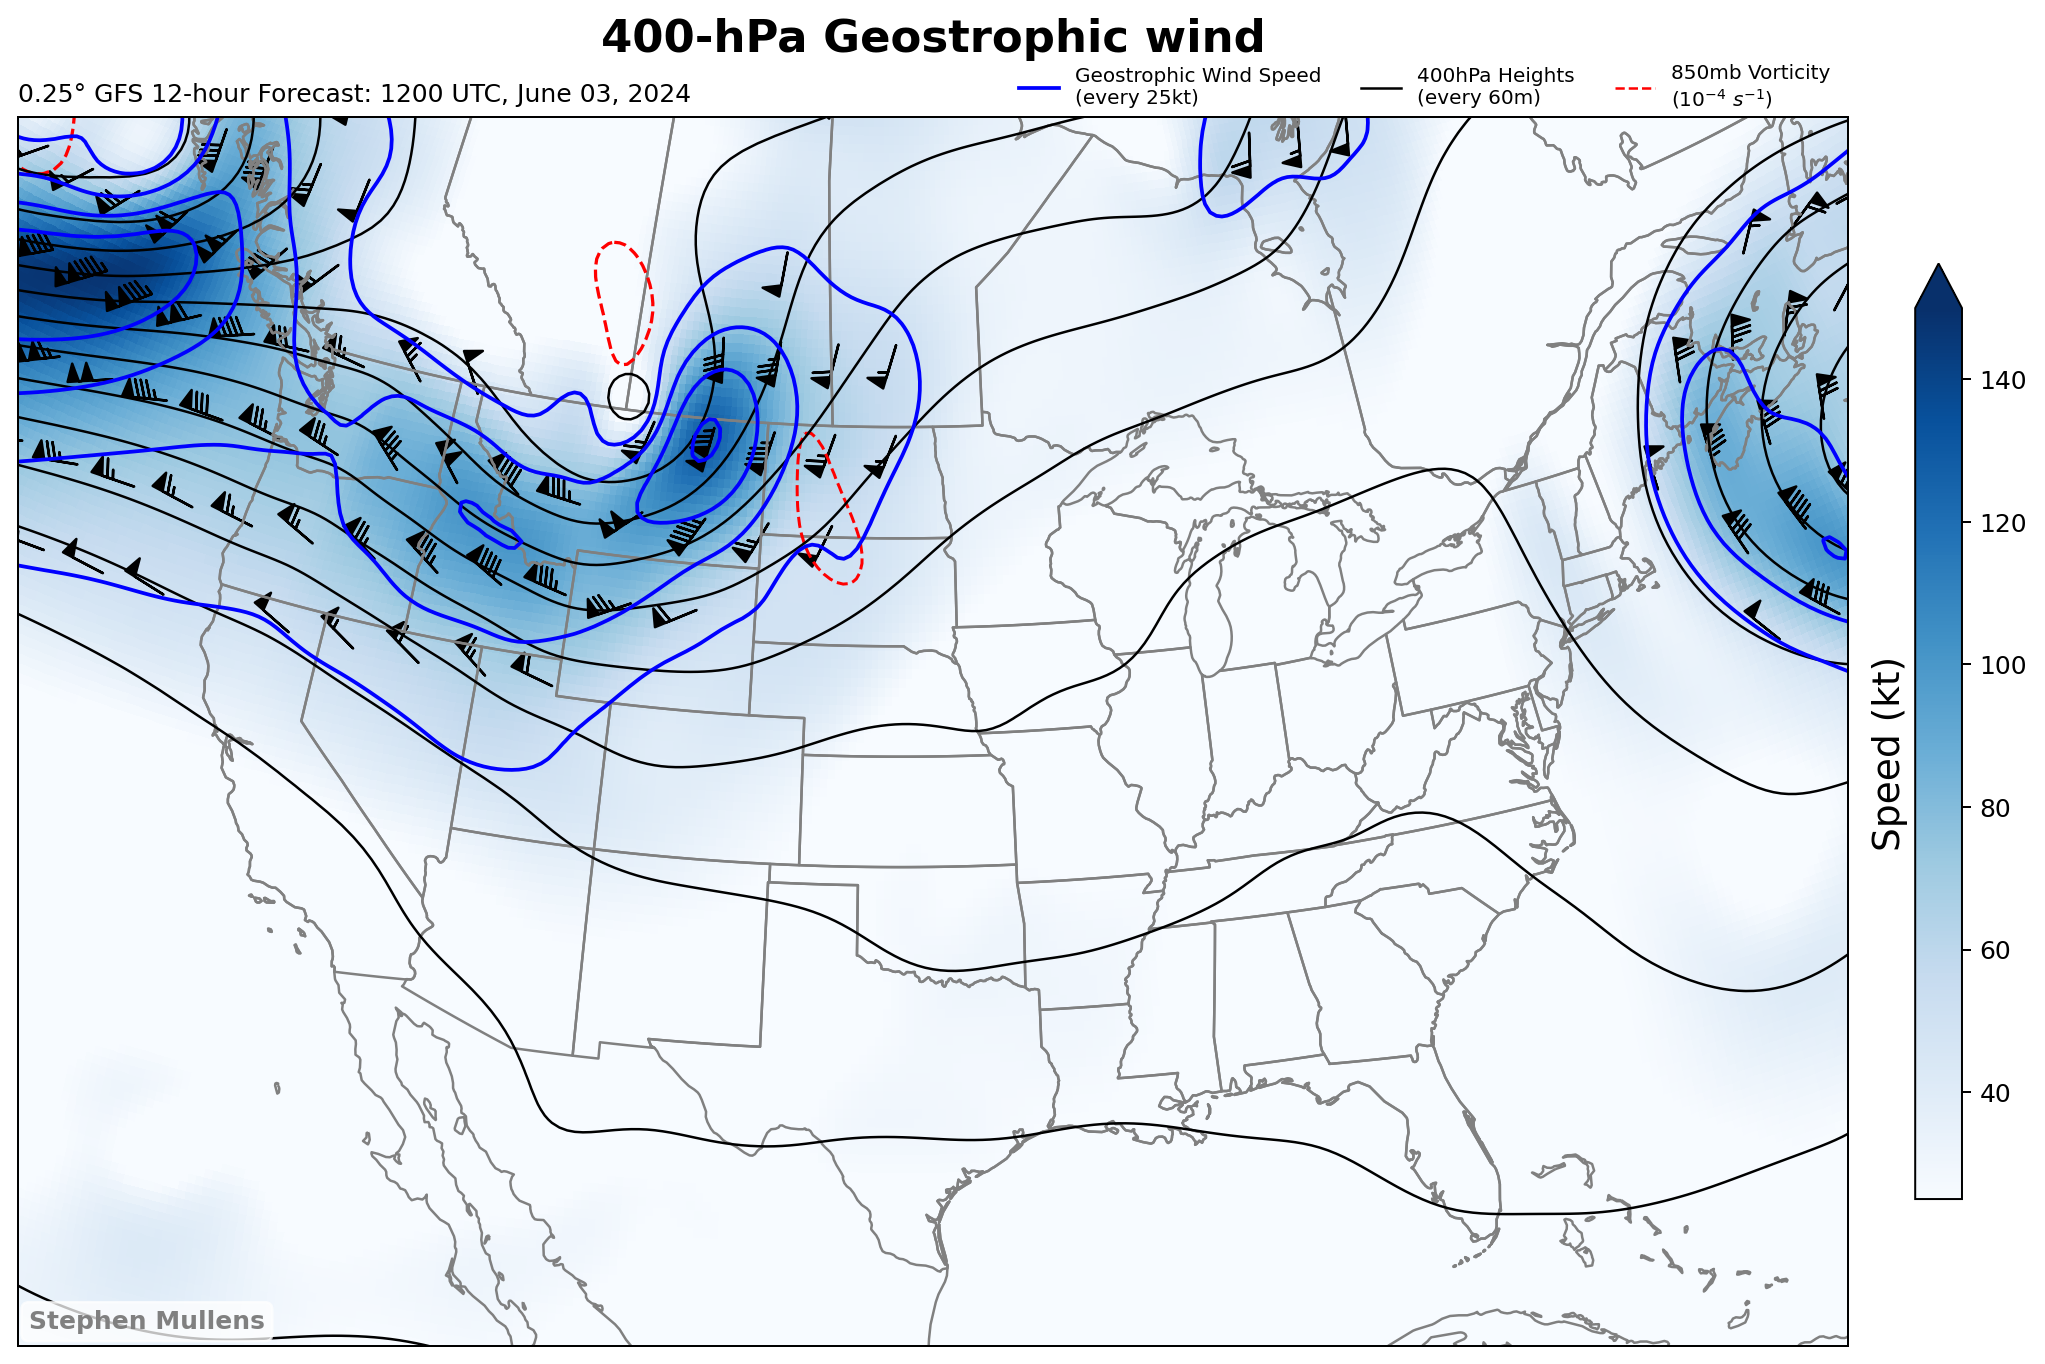 400-hPa Geostrophic wind
0.25° GFS 12-hour Forecast: 1200 UTC, June 03, 2024
Geostrophic Wind Speed
(every 25kt)
400hPa Heights
(every 60m)
850mb Vorticity
(10⁻⁴ s⁻¹)
140
120
100
80
60
40
Speed (kt)
Stephen Mullens